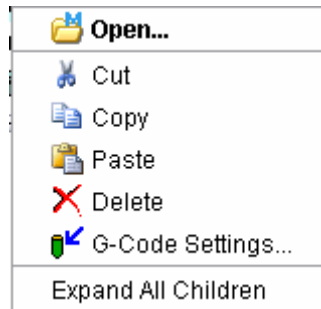 Open...
Cut
Copy
Paste
Delete
G-Code Settings...
Expand All Children